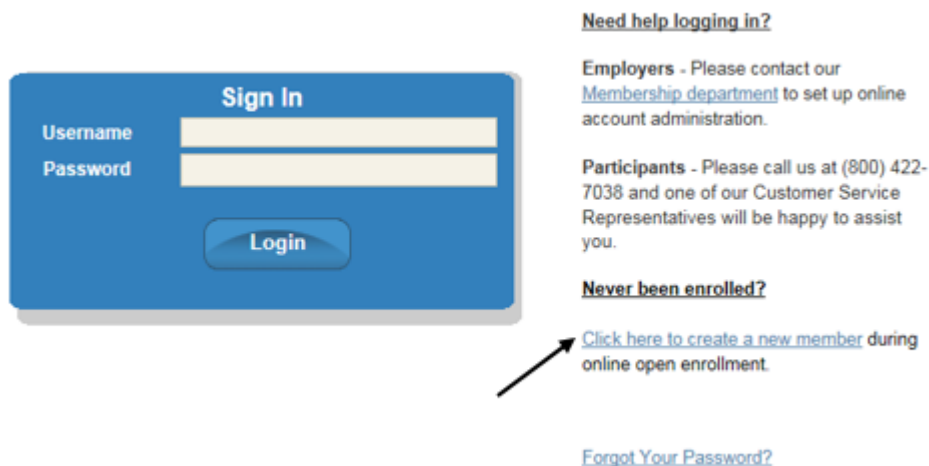 Sign In
Username
Password
Login
Need help logging in?
Employers - Please contact our
Membership department to set up online
account administration.
Participants - Please call us at (800) 422-
7038 and one of our Customer Service
Representatives will be happy to assist
you.
Never been enrolled?
Click here to create a new member during
online open enrollment.
Forgot Your Password?